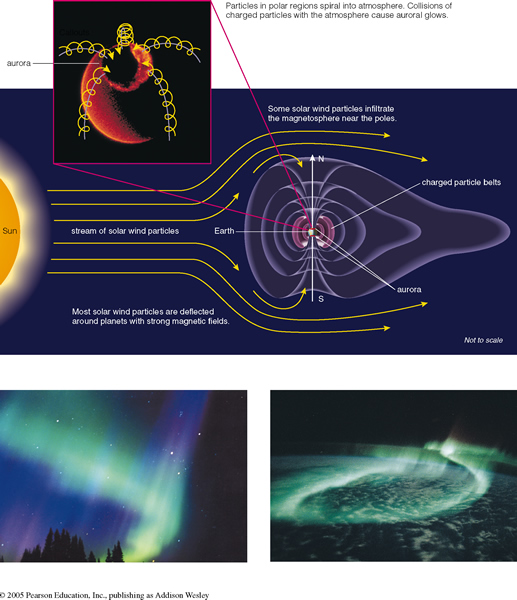 Particles in polar regions spiral into atmosphere. Collisions of
charged particles with the atmosphere cause auroral glows.
aurora
Some solar wind particles infiltrate
the magnetosphere near the poles.
N
charged particle belts
Sun
stream of solar wind particles
Earth
aurora
S
Most solar wind particles are deflected
around planets with strong magnetic fields.
Not to scale
© 2005 Pearson Education, Inc., publishing as Addison Wesley